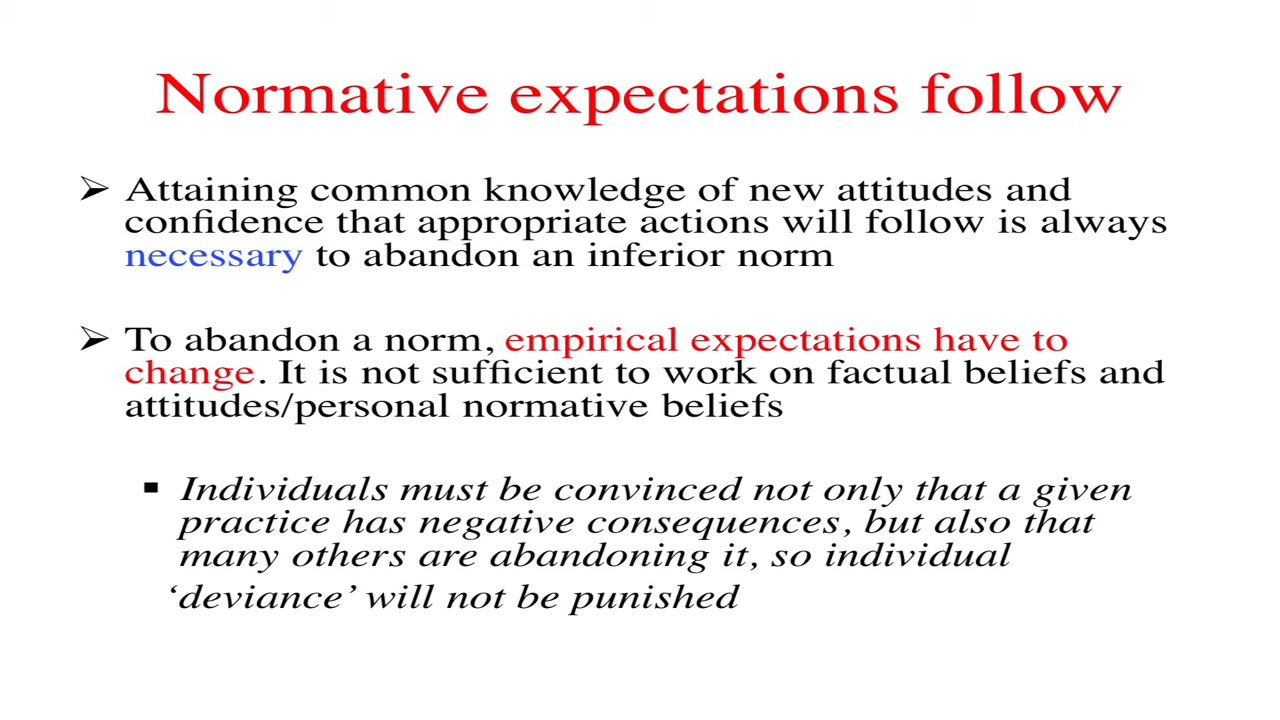 Normative expectations follow
➢ Attaining common knowledge of new attitudes and
confidence that appropriate actions will follow is always
necessary to abandon an inferior norm
➢ To abandon a norm, empirical expectations have to
change. It is not sufficient to work on factual beliefs and
attitudes/personal normative beliefs
▪ Individuals must be convinced not only that a given
practice has negative consequences, but also that
many others are abandoning it, so individual
‘deviance’ will not be punished